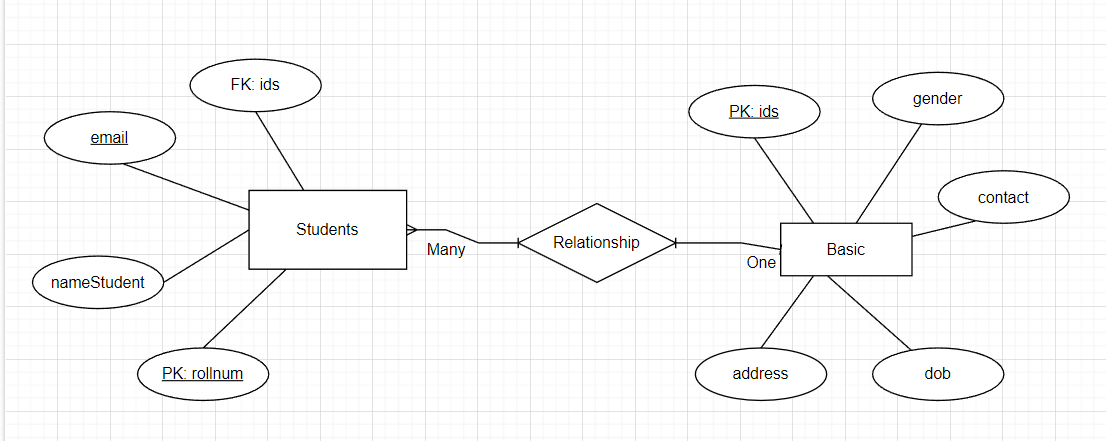 FK: ids
email
Students
nameStudent
PK: rollnum
Many
Relationship
One
PK: ids
gender
contact
Basic
address
dob